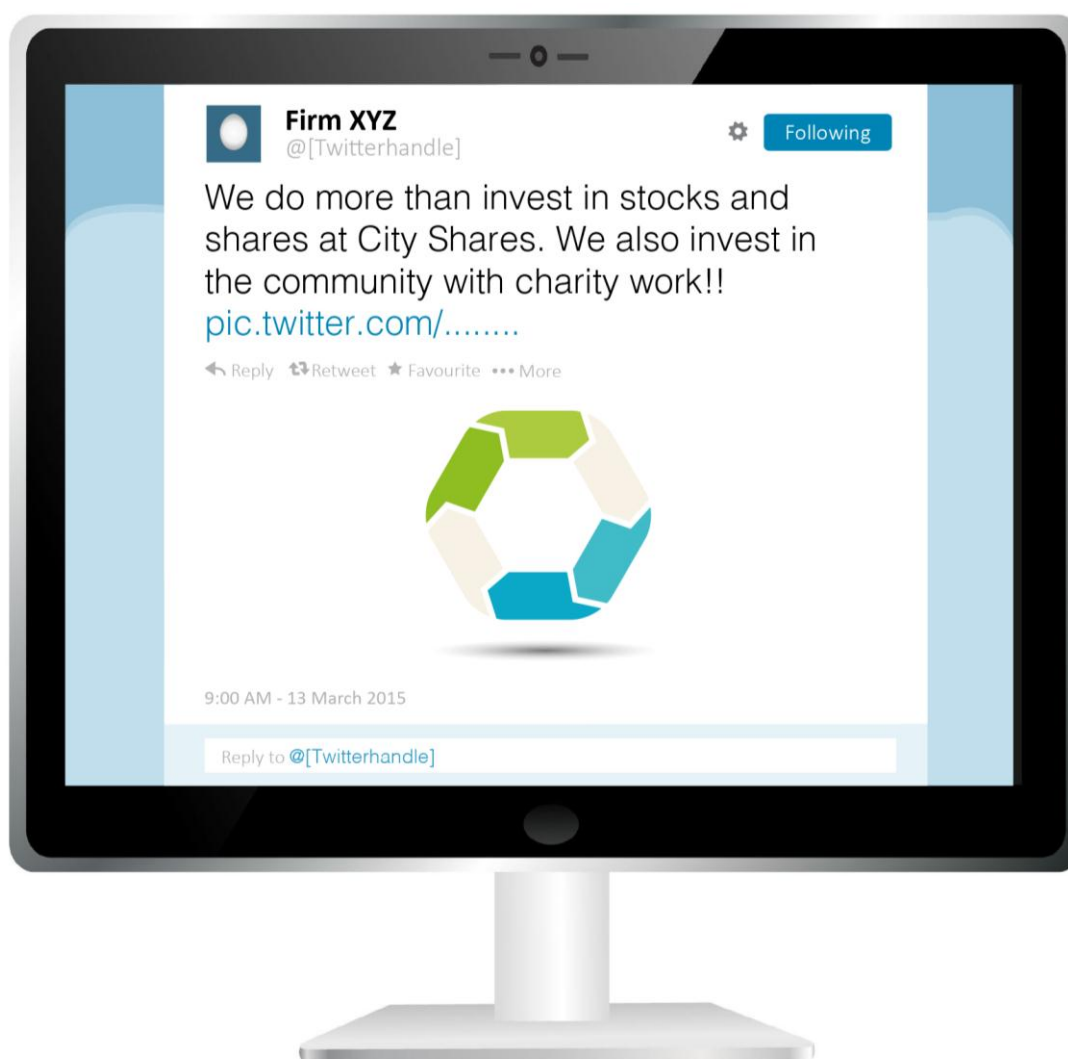 Firm XYZ
@[Twitterhandle]
Following
We do more than invest in stocks and
shares at City Shares. We also invest in
the community with charity work!!
pic.twitter.com/........
Reply Retweet Favourite More
9:00 AM - 13 March 2015
Reply to @[Twitterhandle]